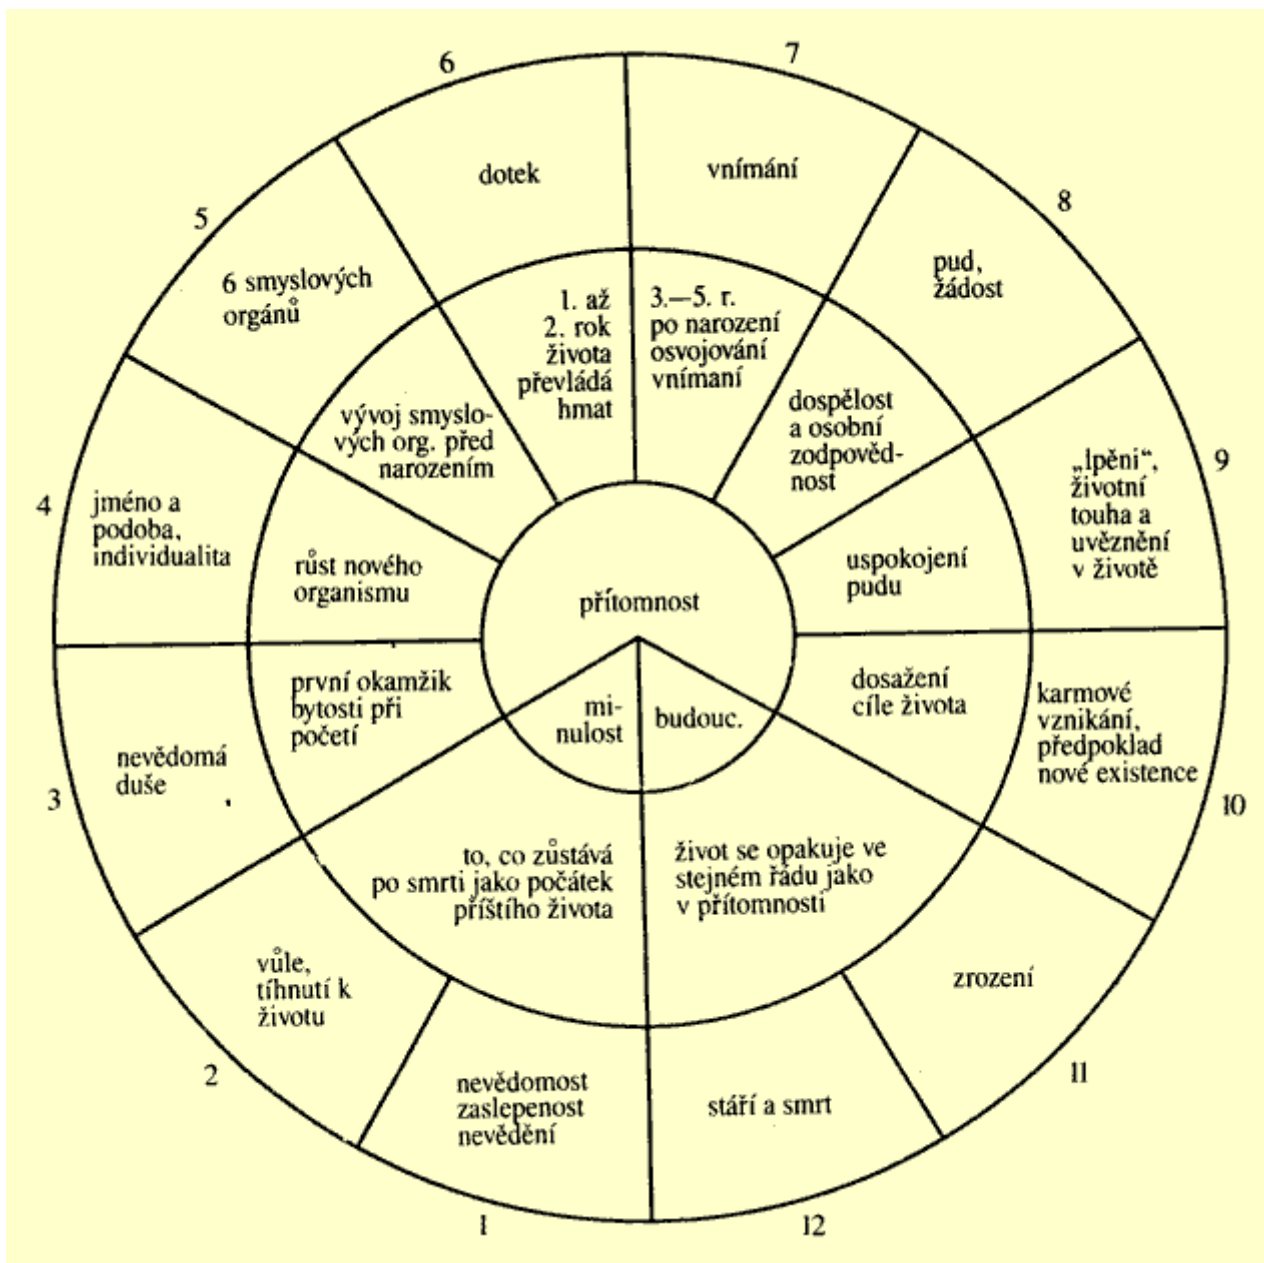 6
7
dotek
vnímání
5
8
6 smyslových
orgánů
pud,
žádost
1. až
2. rok
života
převládá
hmat
3.—5. r.
po narození
osvojování
vnímaní
vývoj smyslo-
vých org. před
narozením
dospělost
a osobní
zodpověd-
nost
4
9
jméno a
podoba,
individualita
„lpěni“,
životní
touha a
uvěznění
v životě
růst nového
organismu
uspokojení
pudu
přítomnost
první okamžik
bytosti při
početí
mi-
nulost
budouc.
dosažení
cíle života
karmové
vznikání,
předpoklad
nové existence
nevědomá
duše
3
10
to, co zůstává
po smrti jako počátek
příštího života
život se opakuje ve
stejném řádu jako
v přítomnosti
vůle,
tíhnutí k
životu
zrození
2
11
nevědomost
zaslepenost
nevědění
stáří a smrt
1
12